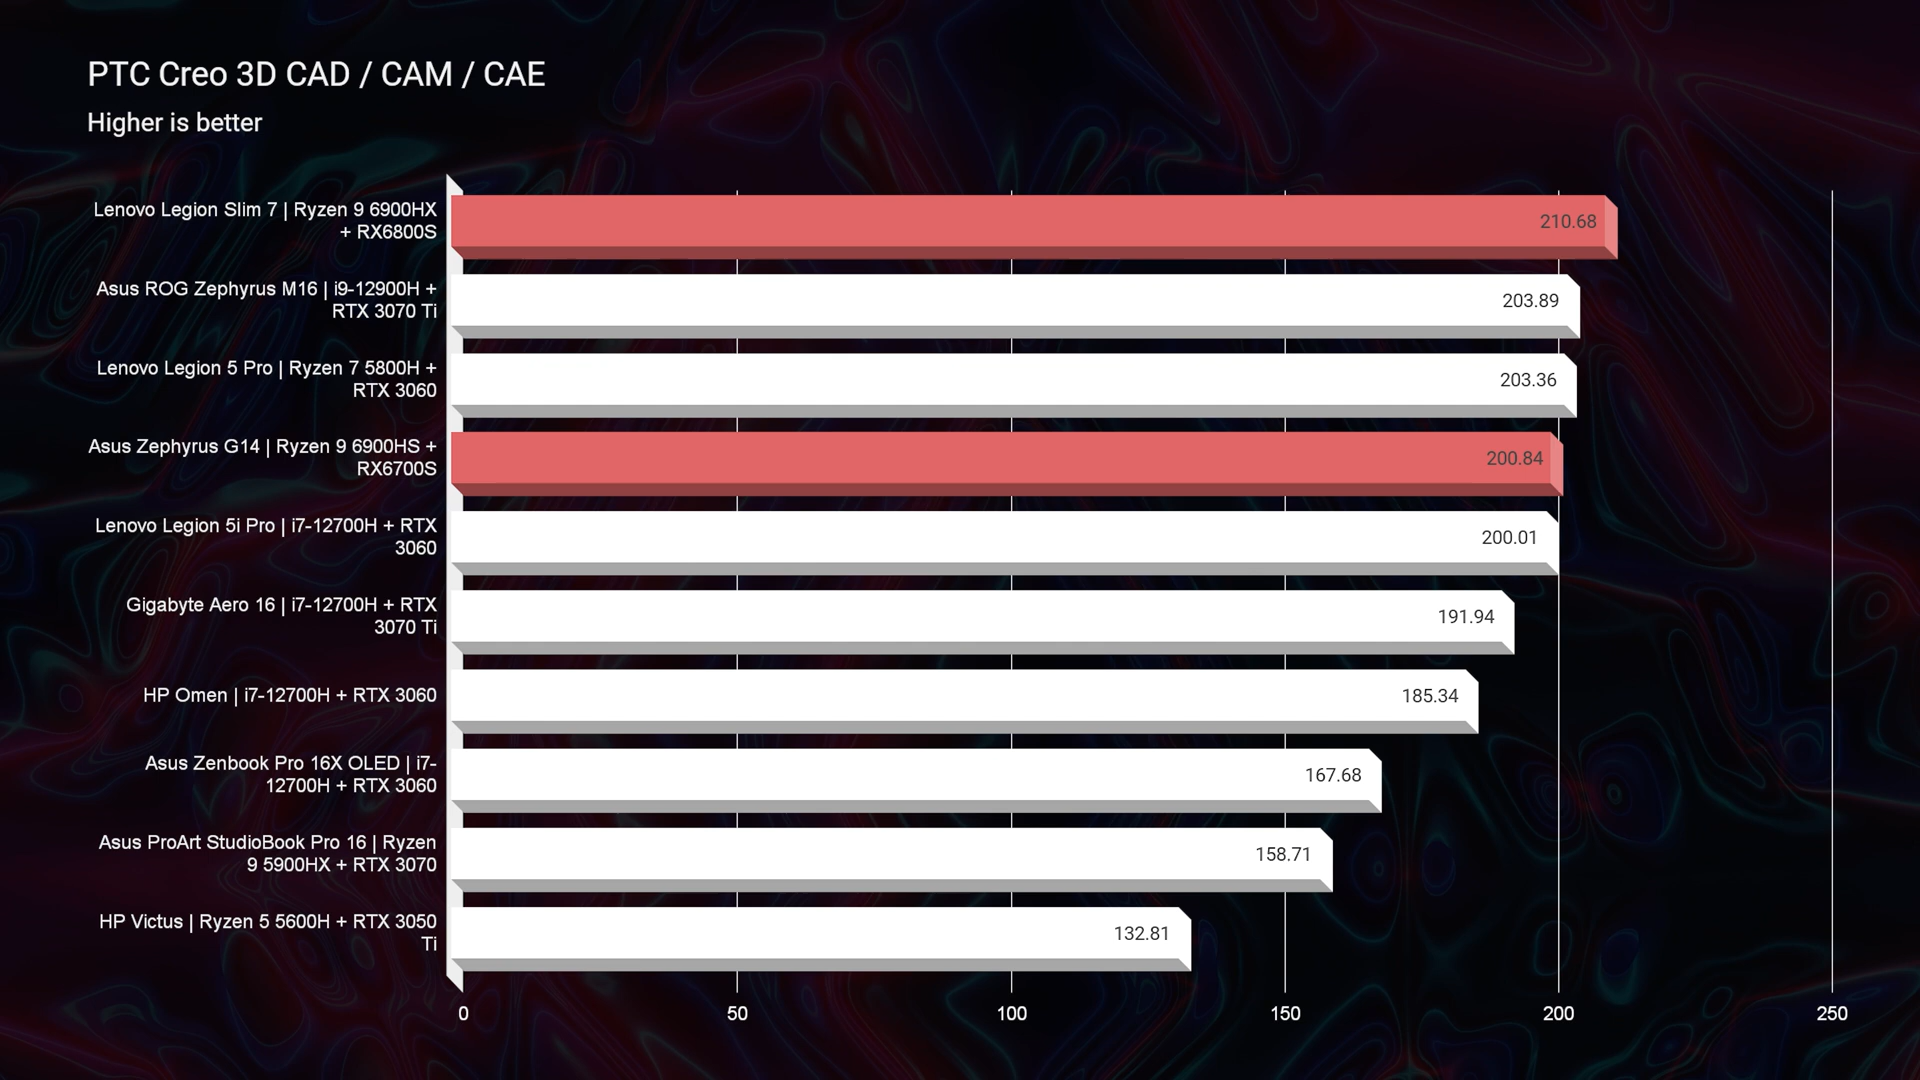 PTC Creo 3D CAD / CAM / CAE
Higher is better
Lenovo Legion Slim 7 | Ryzen 9 6900HX
+ RX6800S
210.68
Asus ROG Zephyrus M16 | i9-12900H +
RTX 3070 Ti
203.89
Lenovo Legion 5 Pro | Ryzen 7 5800H +
RTX 3060
203.36
Asus Zephyrus G14 | Ryzen 9 6900HS +
RX6700S
200.84
Lenovo Legion 5i Pro | i7-12700H + RTX
3060
200.01
Gigabyte Aero 16 | i7-12700H + RTX
3070 Ti
191.94
HP Omen | i7-12700H + RTX 3060
185.34
Asus Zenbook Pro 16X OLED | i7-
12700H + RTX 3060
167.68
Asus ProArt StudioBook Pro 16 | Ryzen
9 5900HX + RTX 3070
158.71
HP Victus | Ryzen 5 5600H + RTX 3050
Ti
132.81
0 50 100 150 200 250